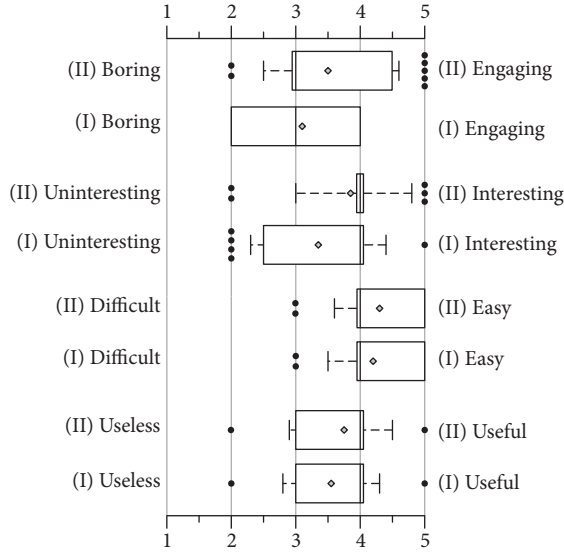 1 2 3 4 5
(II) Boring (II) Engaging
(I) Boring (I) Engaging
(II) Uninteresting (II) Interesting
(I) Uninteresting (I) Interesting
(II) Difficult (II) Easy
(I) Difficult (I) Easy
(II) Useless (II) Useful
(I) Useless (I) Useful
1 2 3 4 5